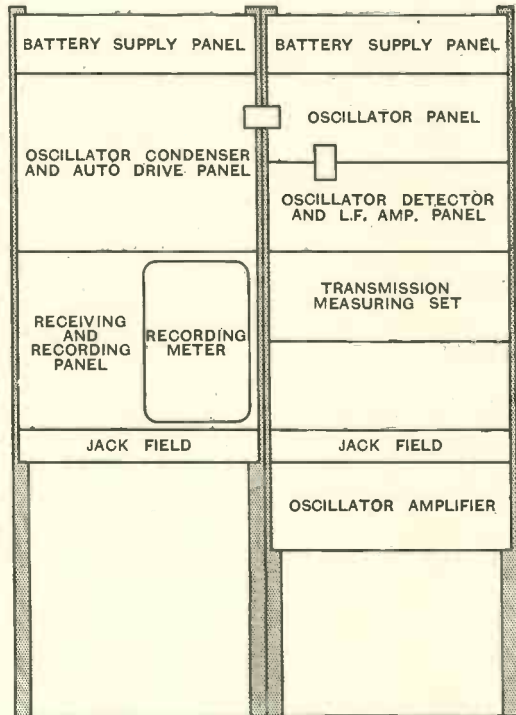 BATTERY SUPPLY PANEL
OSCILLATOR CONDENSER
AND AUTO DRIVE PANEL
RECEIVING
AND
RECORDING
PANEL
RECORDING
METER
JACK FIELD
BATTERY SUPPLY PANEL
OSCILLATOR PANEL
OSCILLATOR DETECTOR
AND L.F. AMP. PANEL
TRANSMISSION
MEASURING SET
JACK FIELD
OSCILLATOR AMPLIFIER